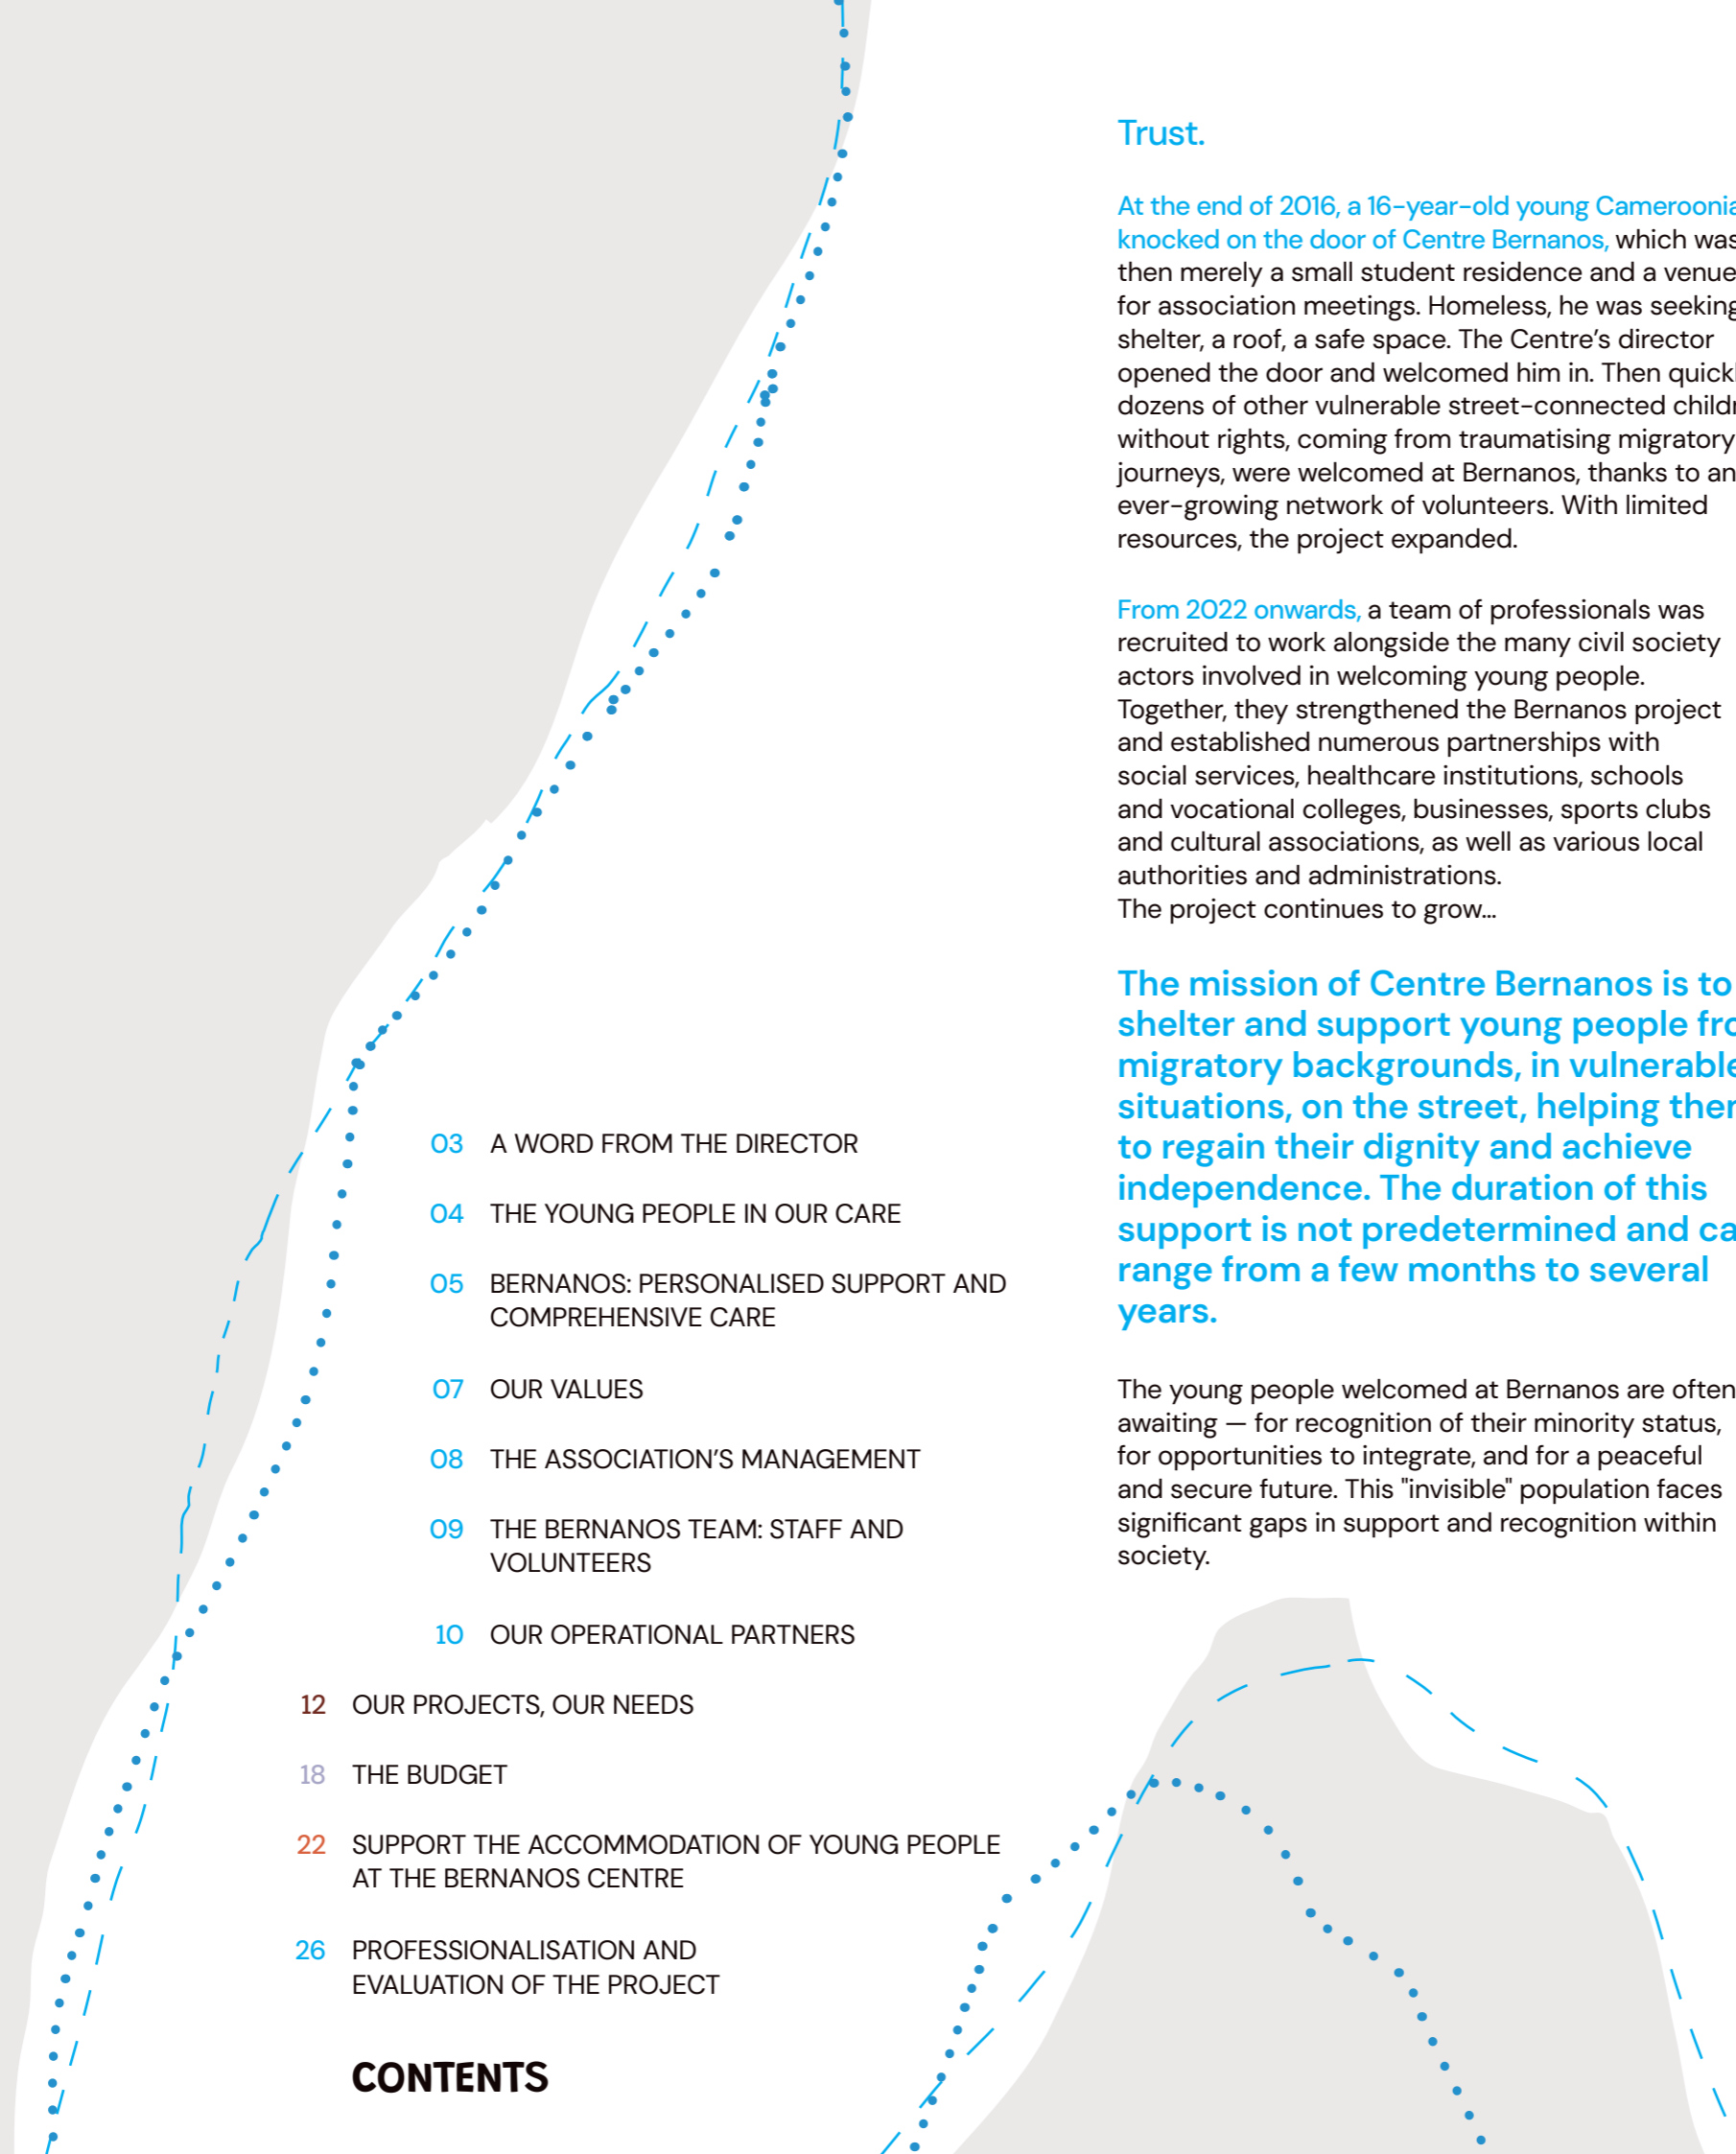 03 A WORD FROM THE DIRECTOR
04 THE YOUNG PEOPLE IN OUR CARE
05 BERNANOS: PERSONALISED SUPPORT AND
COMPREHENSIVE CARE
07 OUR VALUES
08 THE ASSOCIATION'S MANAGEMENT
09 THE BERNANOS TEAM: STAFF AND
VOLUNTEERS
10 OUR OPERATIONAL PARTNERS
12 OUR PROJECTS, OUR NEEDS
18 THE BUDGET
22 SUPPORT THE ACCOMMODATION OF YOUNG PEOPLE
AT THE BERNANOS CENTRE
26 PROFESSIONALISATION AND
EVALUATION OF THE PROJECT
CONTENTS
Trust.
At the end of 2016, a 16-year-old young
knocked on the door of Centre Bernanos, which was
then merely a small student residence and a venue
for association meetings. Homeless, he was seeking
shelter, a roof, a safe space. The Centre's director
opened the door and welcomed him in. Then
dozens of other vulnerable street-connected
without rights, coming from traumatising migratory
journeys, were welcomed at Bernanos, thanks to an
ever-growing network of volunteers. With limited
resources, the project expanded.
From 2022 onwards, a team of professionals was
recruited to work alongside the many civil society
actors involved in welcoming young people.
Together, they strengthened the Bernanos project
and established numerous partnerships with
social services, healthcare institutions, schools
and vocational colleges, businesses, sports clubs
and cultural associations, as well as various local
authorities and administrations.
The project continues to grow...
The mission of Centre Bernanos is to
shelter and support young people
migratory backgrounds, in vulnerable
situations, on the street, helping
to regain their dignity and achieve
independence. The duration of this
support is not predetermined and
range from a few months to several
years.
The young people welcomed at Bernanos are often
awaiting — for recognition of their minority status,
for opportunities to integrate, and for a peaceful
and secure future. This "invisible" population faces
significant gaps in support and recognition within
society.